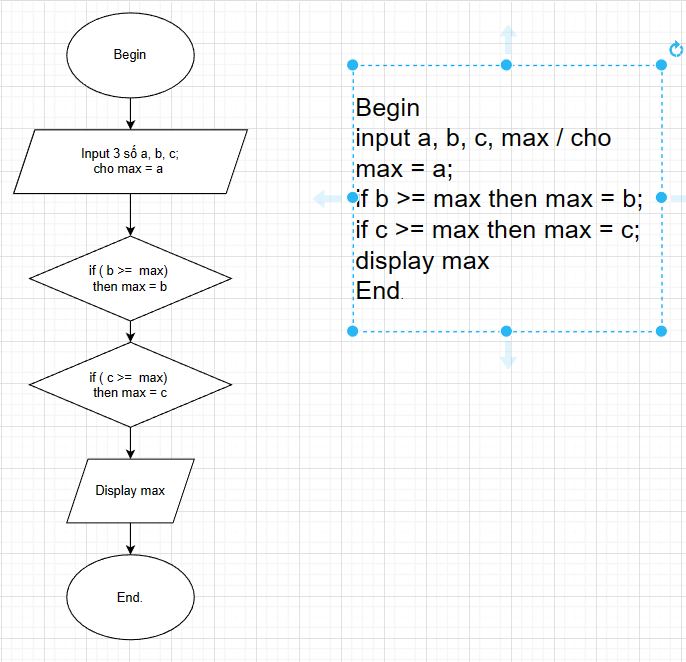 Begin
Input 3 số a, b, c;
cho max = a
if ( b >=  max)
then max = b
if ( c >=  max)
then max = c
Display max
End.
Begin
input a, b, c, max / cho
max = a;
if b >= max then max = b;
if c >= max then max = c;
display max
End.